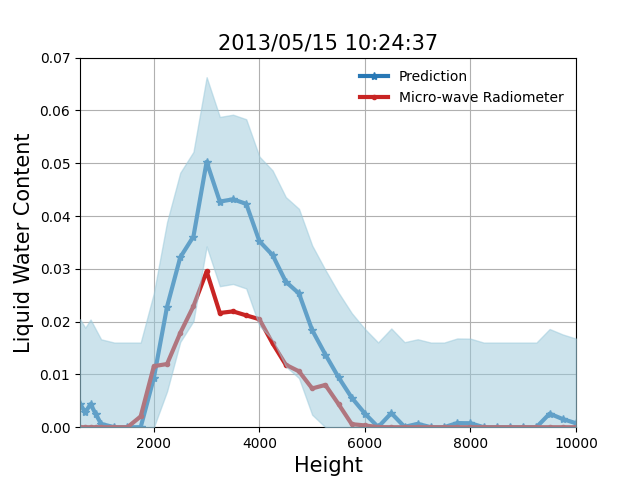 2013/05/15 10:24:37
Prediction
Micro-wave Radiometer
Liquid Water Content
0.07
0.06
0.05
0.04
0.03
0.02
0.01
0.00
2000 4000 6000 8000 10000
Height